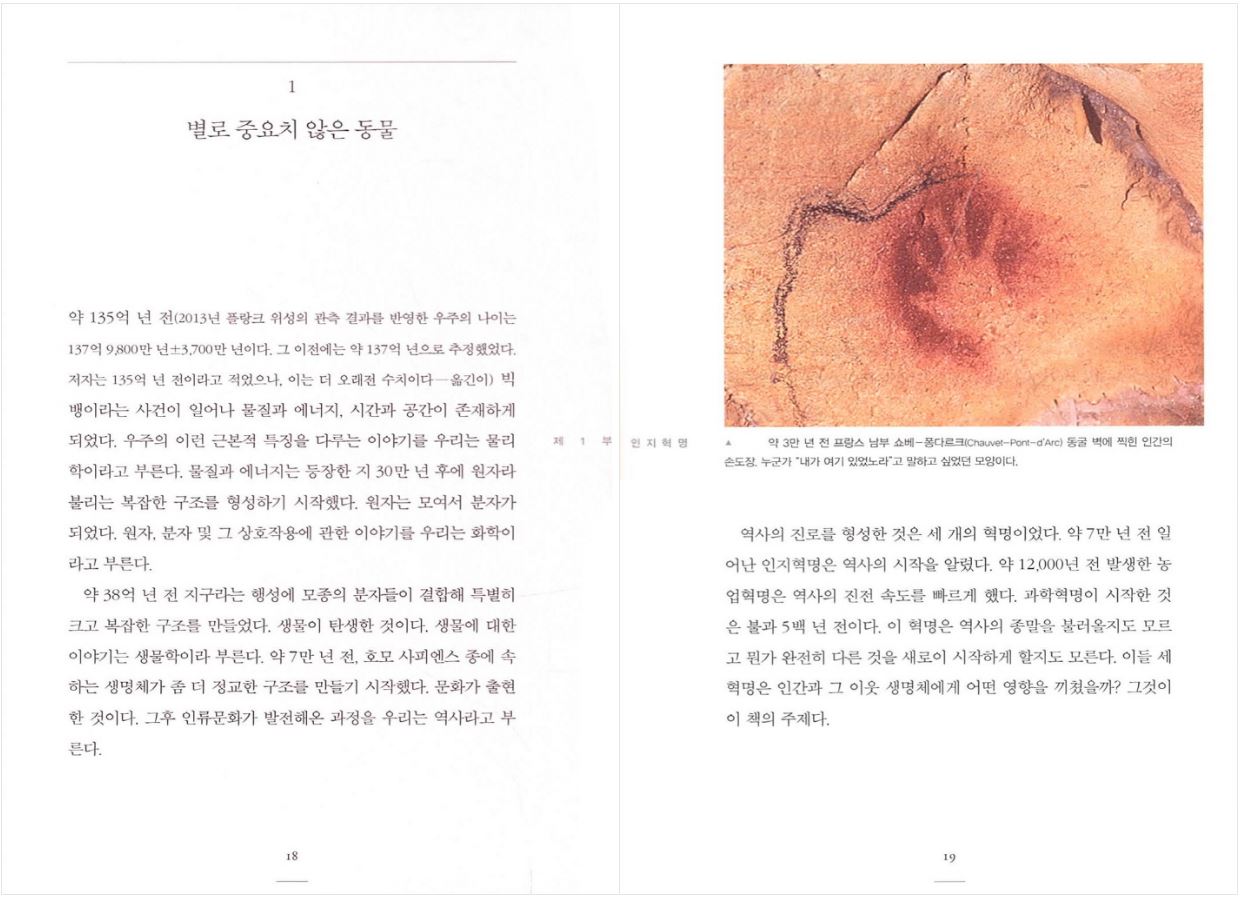 1
별로 중요치 않은 동물
약 135억 년 전(2013년 플랑크 위성의 관측 결과를 반영한 우주의 나이는
137억 9,800만 년±3,700만 년이다. 그 이전에는 약 137억 년으로 추정했었다.
저자는 135억 년 전이라고 적었으나, 이는 더 오래전 수치이다—옮긴이) 빅
뱅이라는 사건이 일어나 물질과 에너지, 시간과 공간이 존재하게
되었다. 우주의 이런 근본적 특징을 다루는 이야기를 우리는 물리
학이라고 부른다. 물질과 에너지는 등장한 지 30만 년 후에 원자라
불리는 복잡한 구조를 형성하기 시작했다. 원자는 모여서 분자가
되었다. 원자, 분자 및 그 상호작용에 관한 이야기를 우리는 화학이
라고 부른다.
약 38억 년 전 지구라는 행성에 모종의 분자들이 결합해 특별히
크고 복잡한 구조를 만들었다. 생물이 탄생한 것이다. 생물에 대한
이야기는 생물학이라 부른다. 약 7만 년 전, 호모 사피엔스 종에 속
하는 생명체가 좀 더 정교한 구조를 만들기 시작했다. 문화가 출현
한 것이다. 그후 인류문화가 발전해온 과정을 우리는 역사라고 부
른다.
18
제 1 부 인지혁명
▲ 약 3만 년 전 프랑스 남부 쇼베-퐁다르크(Chauvet-Pont-d'Arc) 동굴 벽에 찍힌 인간의
손도장. 누군가 "내가 여기 있었노라"고 말하고 싶었던 모양이다.
역사의 진로를 형성한 것은 세 개의 혁명이었다. 약 7만 년 전 일
어난 인지혁명은 역사의 시작을 알렸다. 약 12,000년 전 발생한 농
업혁명은 역사의 진전 속도를 빠르게 했다. 과학혁명이 시작한 것
은 불과 5백 년 전이다. 이 혁명은 역사의 종말을 불러올지도 모르
고 뭔가 완전히 다른 것을 새로이 시작하게 할지도 모른다. 이들 세
혁명은 인간과 그 이웃 생명체에게 어떤 영향을 끼쳤을까? 그것이
이 책의 주제다.
19